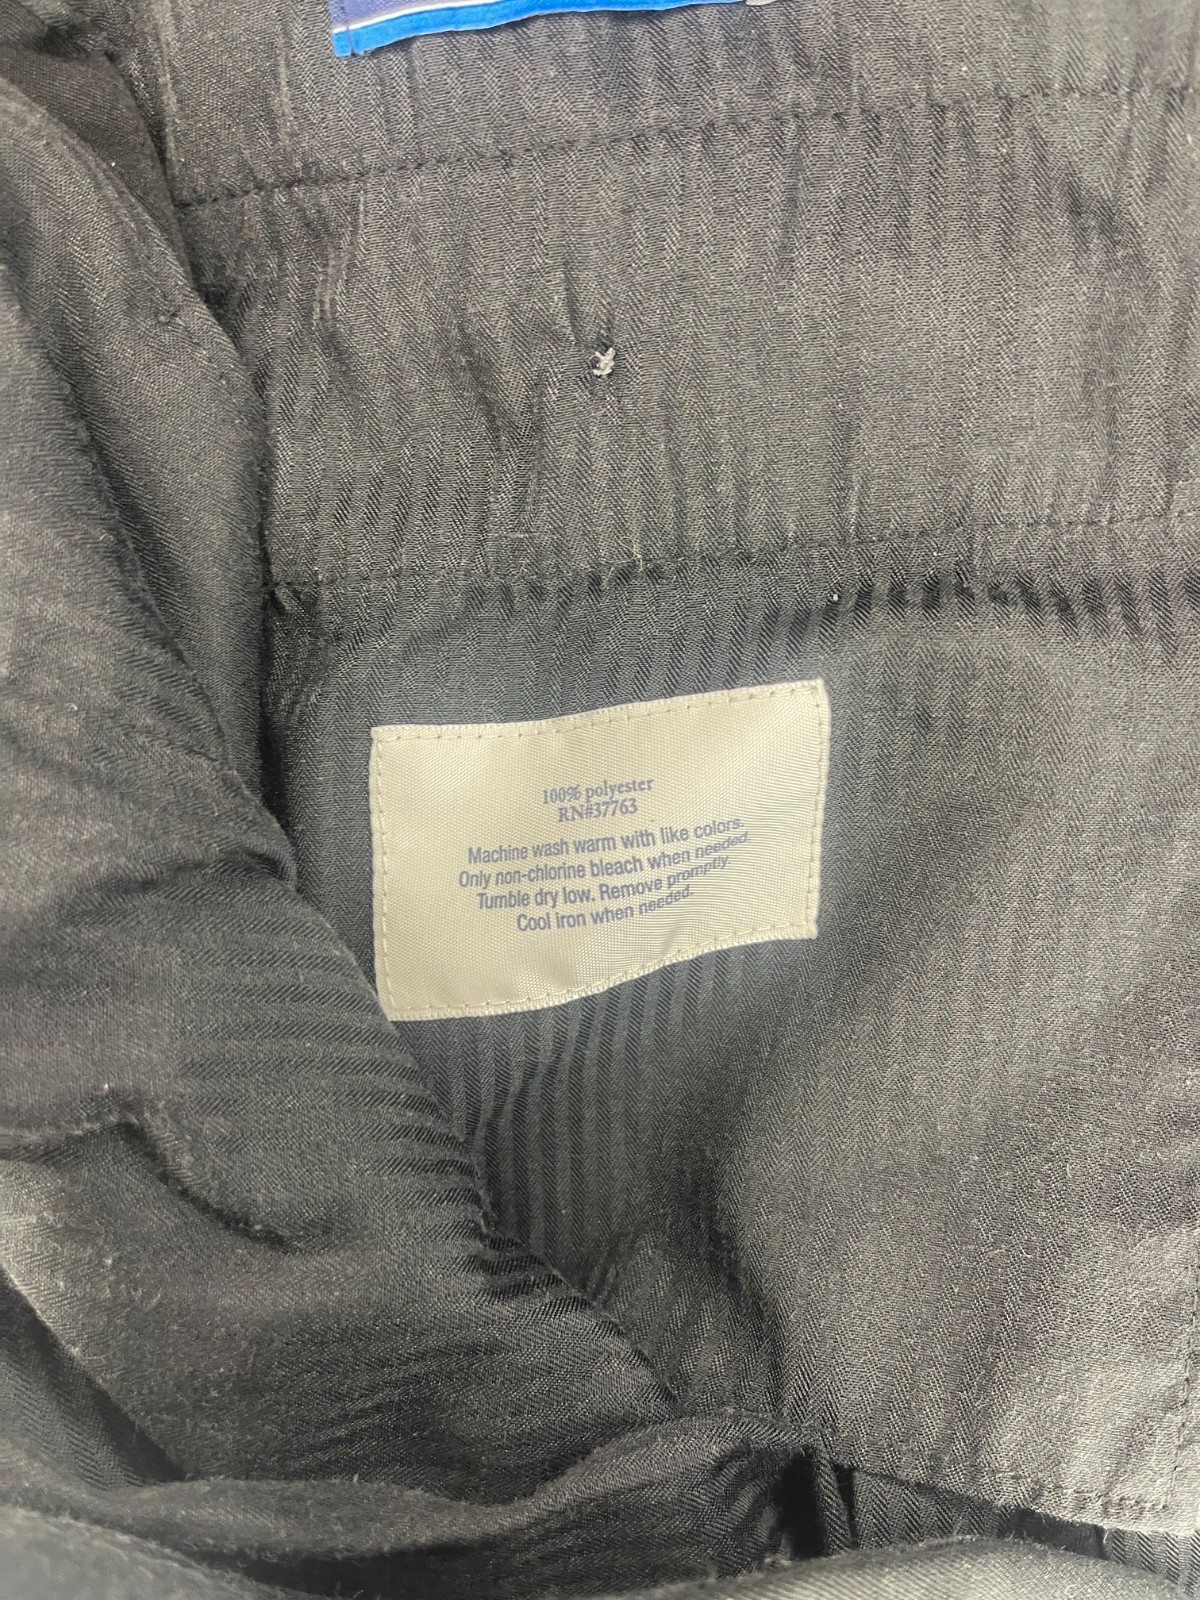 100% polyester
RN#37763
Machine wash warm with like colors.
Only non-chlorine bleach when needed.
Tumble dry low. Remove promptly.
Cool iron when needed.